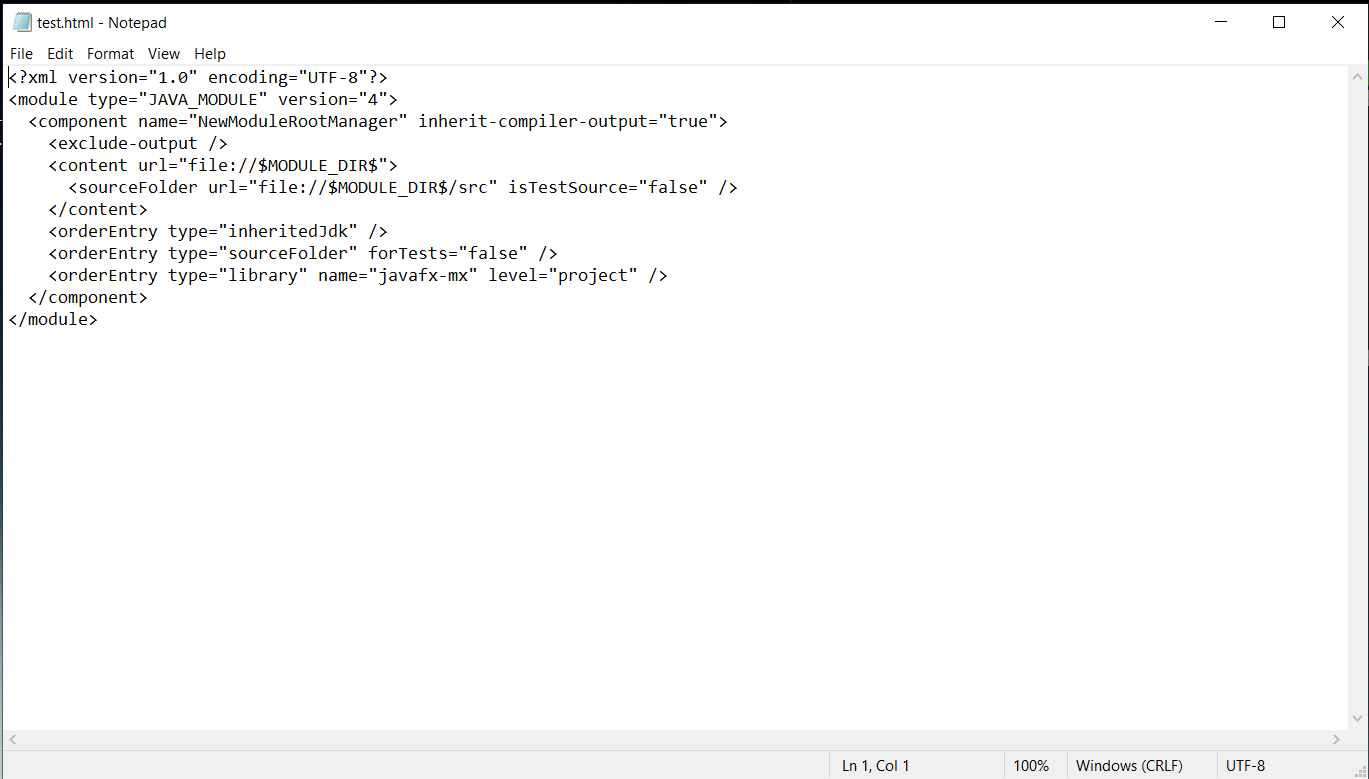 test.html - Notepad
File Edit Format View Help
<?xml version="1.0" encoding="UTF-8"?>
<module type="JAVA_MODULE" version="4">
  <component name="NewModuleRootManager" inherit-compiler-output="true">
    <exclude-output />
    <content url="file://$MODULE_DIR$">
      <sourceFolder url="file://$MODULE_DIR$/src" isTestSource="false" />
    </content>
    <orderEntry type="inheritedJdk" />
    <orderEntry type="sourceFolder" forTests="false" />
    <orderEntry type="library" name="javafx-mx" level="project" />
  </component>
</module>
Ln 1, Col 1 100% Windows (CRLF) UTF-8